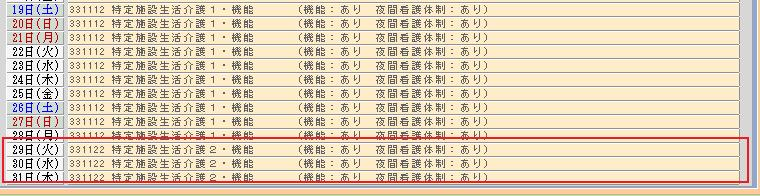 19日(土) 331112 特定施設生活介護1・機能 (機能：あり 夜間看護体制：あり)
20日(日) 331112 特定施設生活介護1・機能 (機能：あり 夜間看護体制：あり)
21日(月) 331112 特定施設生活介護1・機能 (機能：あり 夜間看護体制：あり)
22日(火) 331112 特定施設生活介護1・機能 (機能：あり 夜間看護体制：あり)
23日(水) 331112 特定施設生活介護1・機能 (機能：あり 夜間看護体制：あり)
24日(木) 331112 特定施設生活介護1・機能 (機能：あり 夜間看護体制：あり)
25日(金) 331112 特定施設生活介護1・機能 (機能：あり 夜間看護体制：あり)
26日(土) 331112 特定施設生活介護1・機能 (機能：あり 夜間看護体制：あり)
27日(日) 331112 特定施設生活介護1・機能 (機能：あり 夜間看護体制：あり)
28日(月) 331112 特定施設生活介護1・機能 (機能：あり 夜間看護体制：あり)
29日(火) 331122 特定施設生活介護2・機能 (機能：あり 夜間看護体制：あり)
30日(水) 331122 特定施設生活介護2・機能 (機能：あり 夜間看護体制：あり)
31日(木) 331122 特定施設生活介護2・機能 (機能：あり 夜間看護体制：あり)